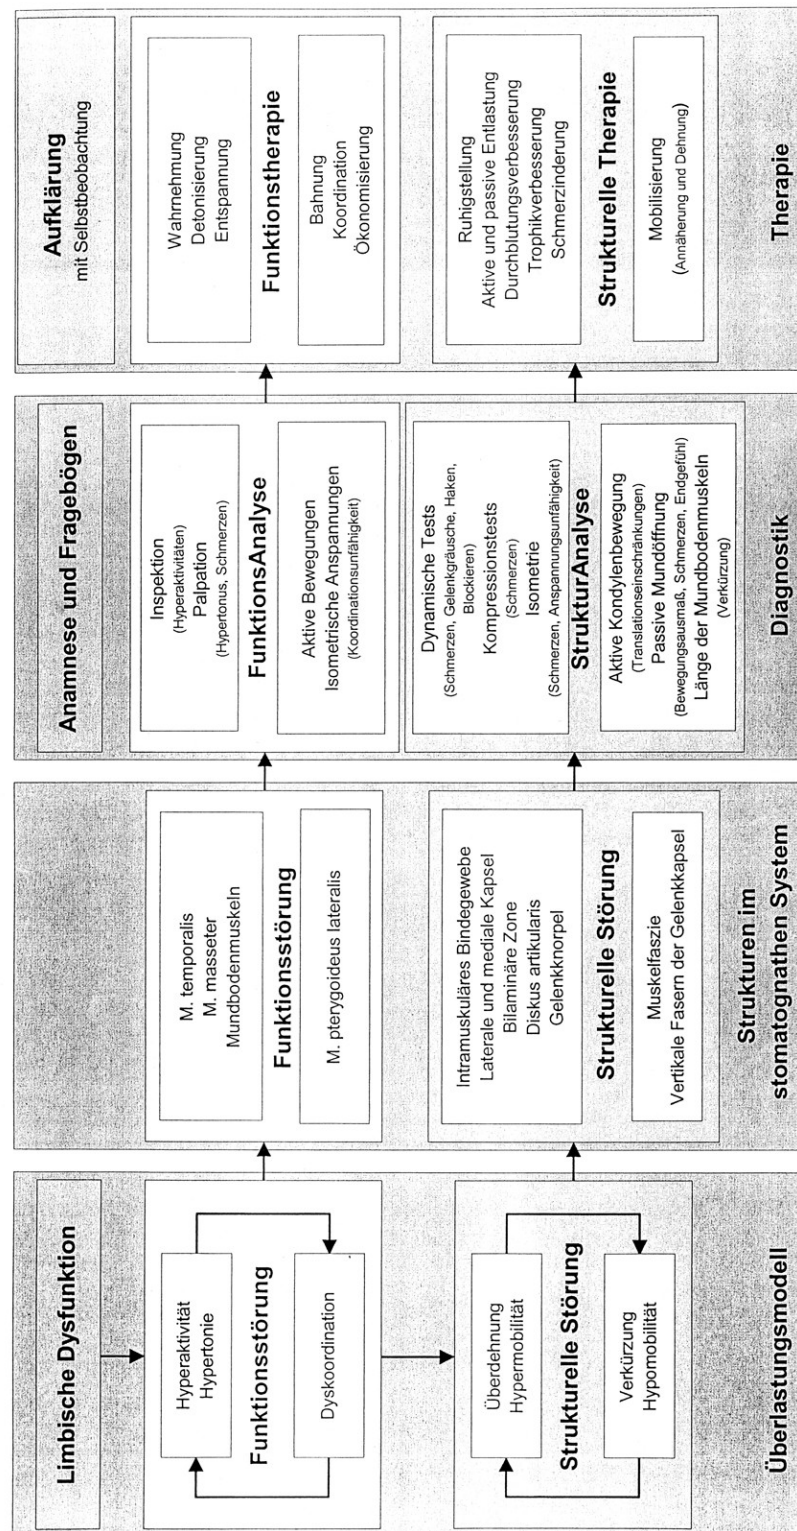 Limbische Dysfunktion
Hyperaktivität
Hypertonie
Funktionsstörung
Dyskoordination
Überdehnung
Hypermobilität
Strukturelle Störung
Verkürzung
Hypomobilität
Überlastungsmodell
M. temporalis
M. masseter
Mundbodenmuskeln
Funktionsstörung
M. pterygoideus lateralis
Intramuskuläres Bindegewebe
Laterale und mediale Kapsel
Bilaminäre Zone
Diskus artikularis
Gelenkknorpel
Strukturelle Störung
Muskelfaszie
Vertikale Fasern der Gelenkkapsel
Strukturen im
stomatognathen System
Anamnese und Fragebögen
Inspektion
(Hyperaktivitäten)
Palpation
(Hypertonus, Schmerzen)
FunktionsAnalyse
Aktive Bewegungen
Isometrische Anspannungen
(Koordinationsunfähigkeit)
Dynamische Tests
(Schmerzen, Gelenkgräusche, Haken,
Blockieren)
Kompressionstests
(Schmerzen)
Isometrie
(Schmerzen, Anspannungsunfähigkeit)
StrukturAnalyse
Aktive Kondylenbewegung
(Translationseinschränkungen)
Passive Mundöffnung
(Bewegungsausmaß, Schmerzen, Endgefühl)
Länge der Mundbodenmuskeln
(Verkürzung)
Diagnostik
Aufklärung
mit Selbstbeobachtung
Wahrnehmung
Detonisierung
Entspannung
Funktionstherapie
Bahnung
Koordination
Ökonomisierung
Ruhigstellung
Aktive und passive Entlastung
Durchblutungsverbesserung
Trophikverbesserung
Schmerzinderung
Strukturelle Therapie
Mobilisierung
(Annäherung und Dehnung)
Therapie